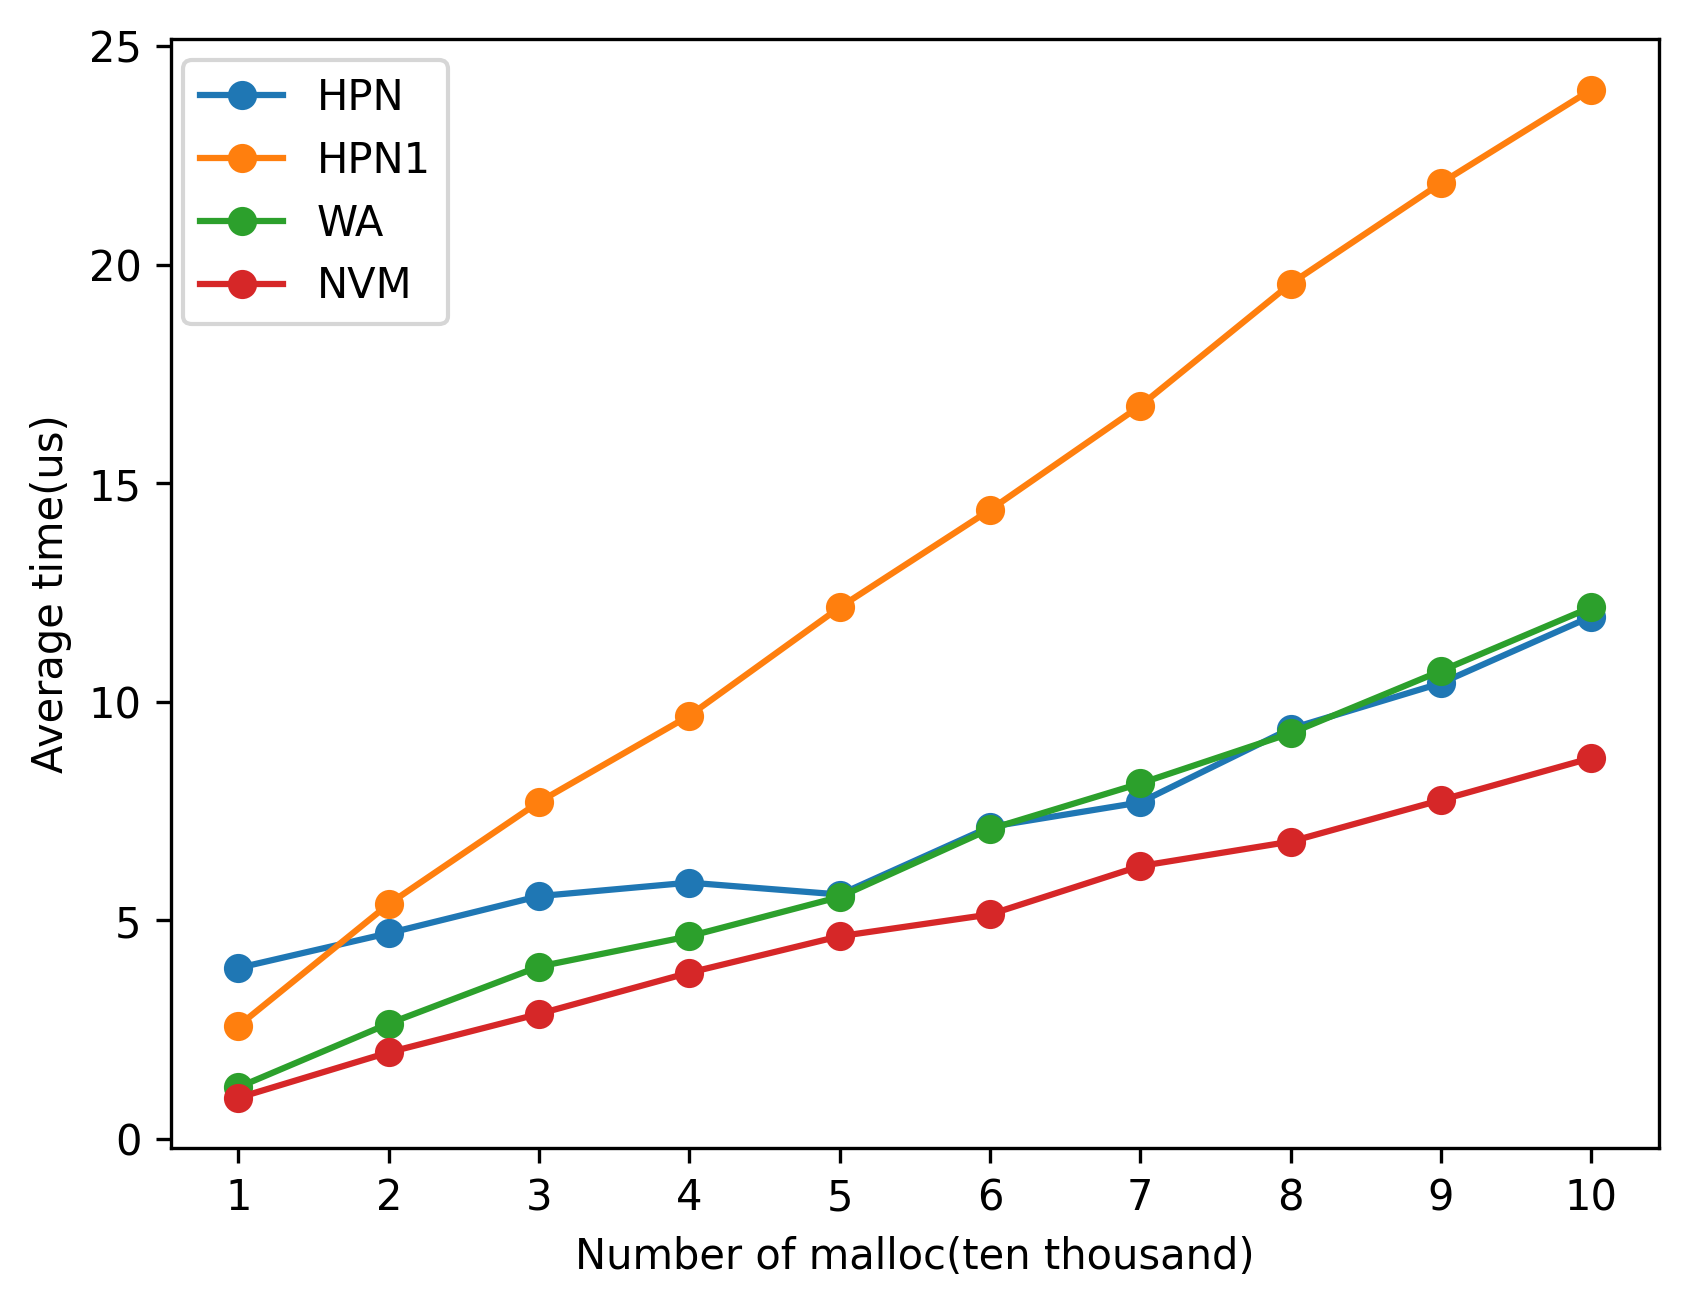 25
20
15
10
5
0
Average time(us)
HPN
HPN1
WA
NVM
1 2 3 4 5 6 7 8 9 10
Number of malloc(ten thousand)